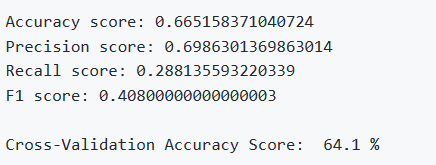 Accuracy score: 0.665158371040724
Precision score: 0.6986301369863014
Recall score: 0.288135593220339
F1 score: 0.40800000000000003
Cross-Validation Accuracy Score:  64.1 %